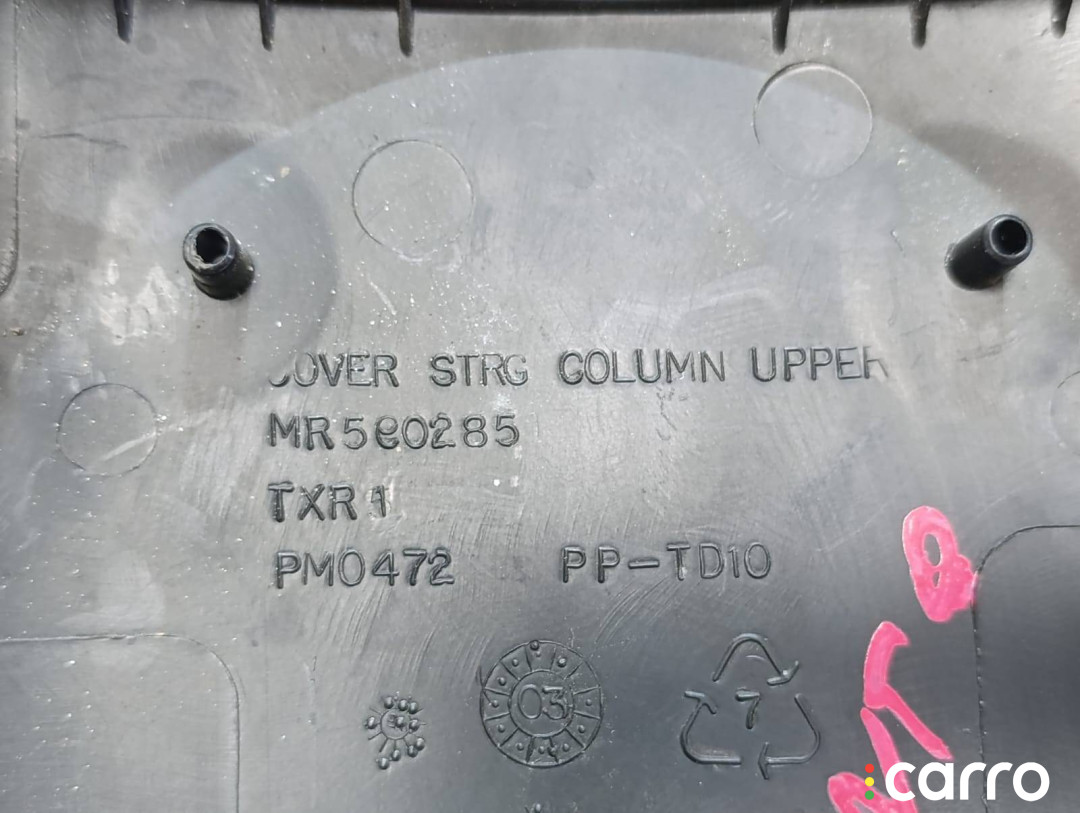 COVER STRG COLUMN UPPER
MR560285
TXR1
PM0472 PP-TD10
03
7
carro